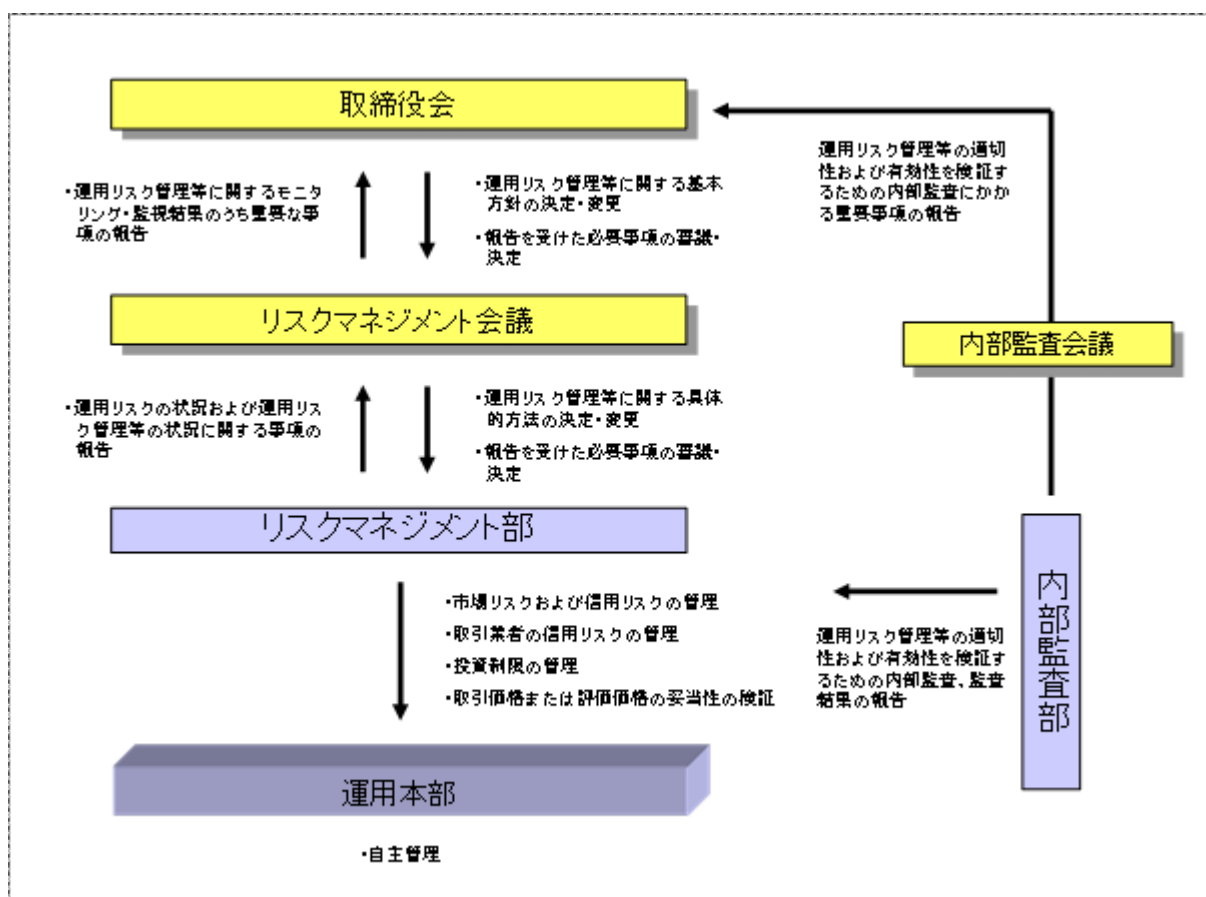 取締役会
・運用リスク管理等に関するモニ
タリング・監視結果のうち重要な事
項の報告
・運用リスク管理等に関する基本
方針の決定・変更
・報告を受けた必要事項の審議・
決定
運用リスク管理等の適切
性および有効性を検証す
るための内部監査にかか
る重要事項の報告
リスクマネジメント会議
内部監査会議
・運用リスクの状況および運用リス
ク管理等の状況に関する事項の
報告
・運用リスク管理等に関する具体
的方法の決定・変更
・報告を受けた必要事項の審議・
決定
リスクマネジメント部
内部監査部
・市場リスクおよび信用リスクの管理
・取引業者の信用リスクの管理
・投資制限の管理
・取引価格または評価価格の妥当性の検証
運用リスク管理等の適切
性および有効性を検証す
るための内部監査、監査
結果の報告
運用本部
・自主管理